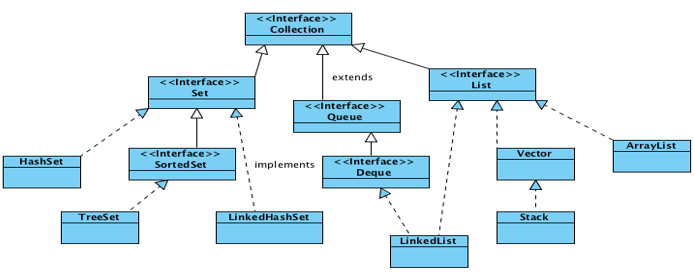 <<Interface>>
Collection
<<Interface>>
Set
extends
<<Interface>>
List
<<Interface>>
Queue
HashSet
<<Interface>>
SortedSet
implements
<<Interface>>
Deque
Vector
ArrayList
TreeSet
LinkedHashSet
LinkedList
Stack